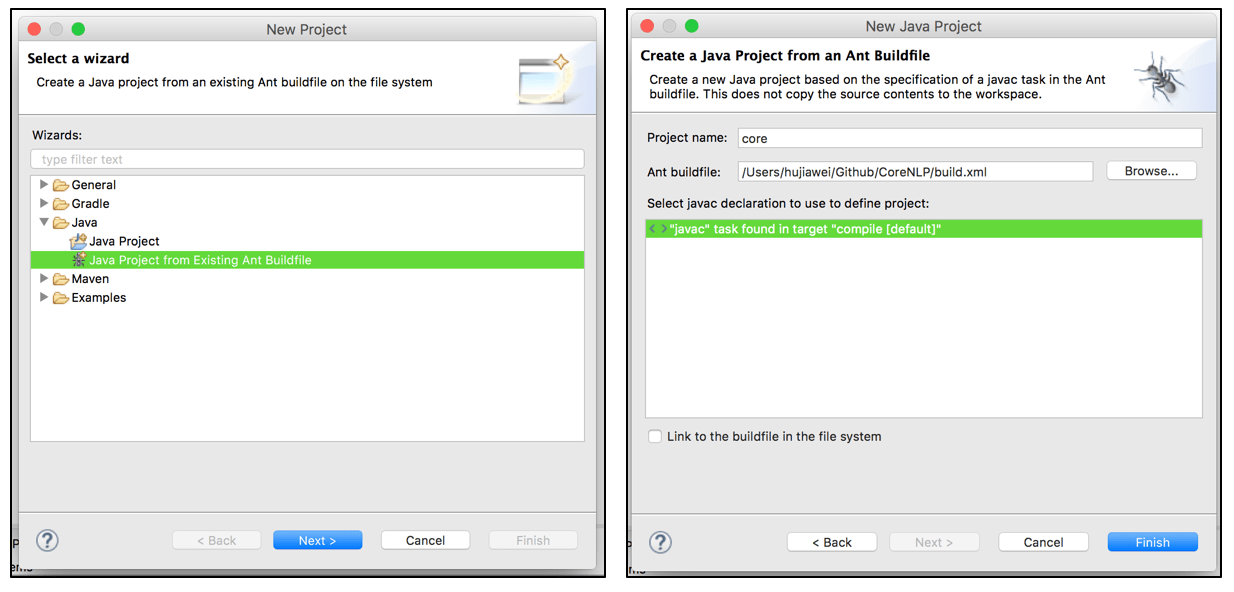 New Project
Select a wizard
Create a Java project from an existing Ant buildfile on the file system
Wizards:
type filter text
General
Gradle
Java
Java Project
Java Project from Existing Ant Buildfile
Maven
Examples
?
< Back
Next >
Cancel
Finish
New Java Project
Create a Java Project from an Ant Buildfile
Create a new Java project based on the specification of a javac task in the Ant
buildfile. This does not copy the source contents to the workspace.
Project name:
core
Ant buildfile:
/Users/hujiawei/Github/CoreNLP/build.xml
Browse...
Select javac declaration to use to define project:
"javac" task found in target "compile [default]"
Link to the buildfile in the file system
?
< Back
Next >
Cancel
Finish